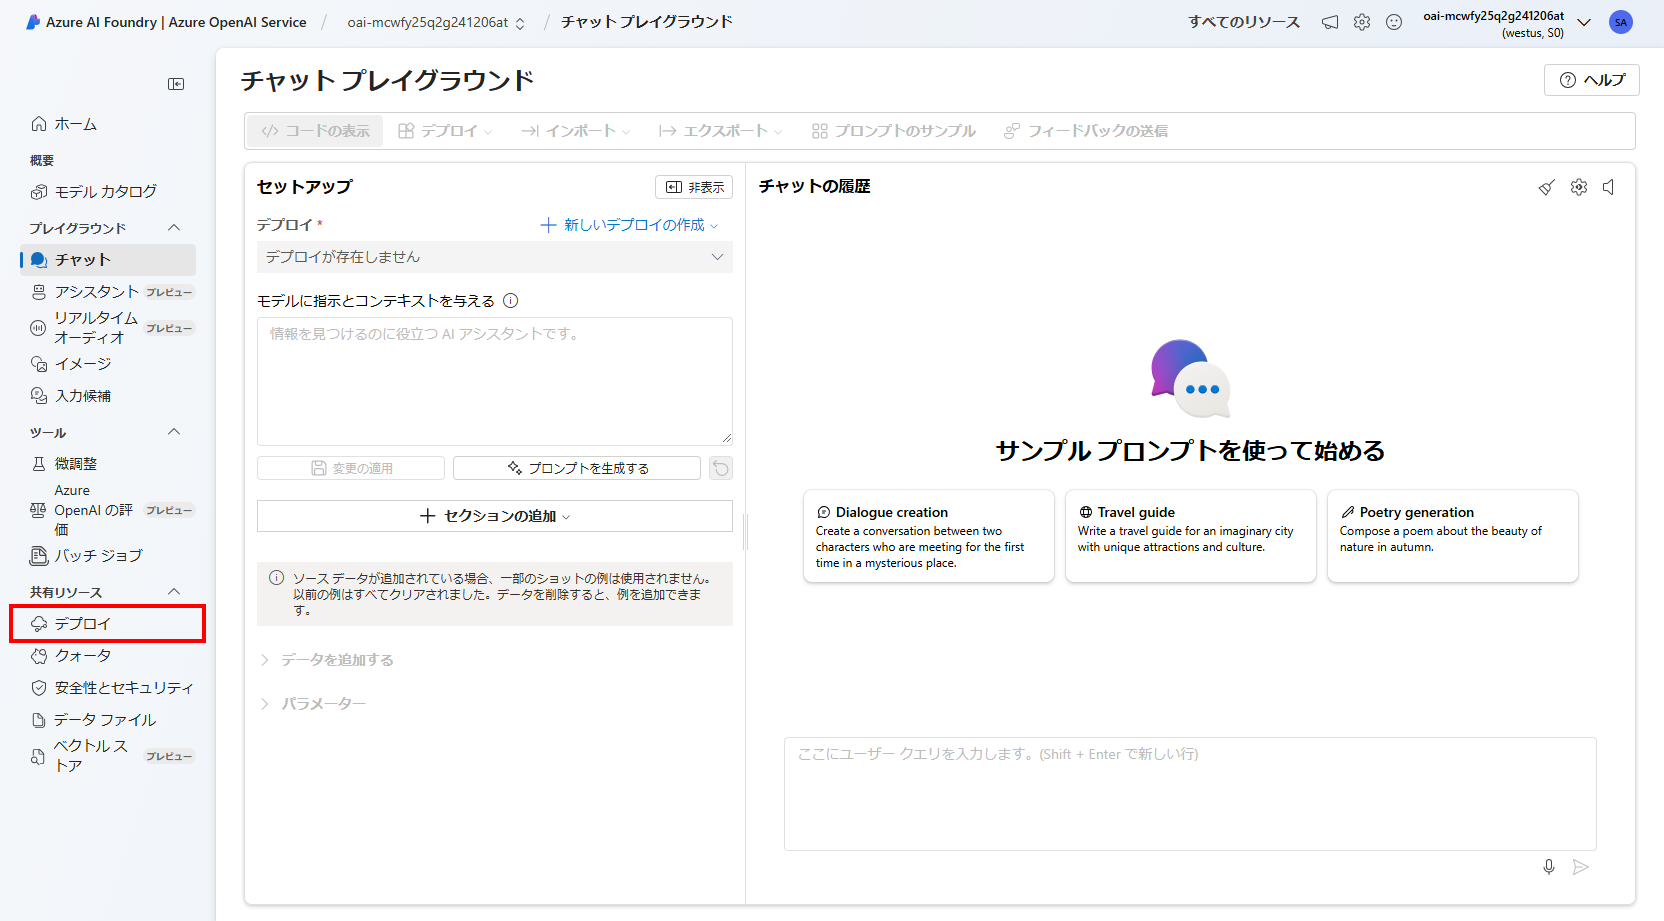 Azure AI Foundry | Azure OpenAI Service / oai-mcwfy25q2g241206at / チャット プレイグラウンド
すべてのリソース
oai-mcwfy25q2g241206at
(westus, S0)
SA
ホーム
概要
モデル カタログ
プレイグラウンド
チャット
アシスタント プレビュー
リアルタイム
オーディオ
プレビュー
イメージ
入力候補
ツール
微調整
Azure
OpenAI の評
価
プレビュー
バッチ ジョブ
共有リソース
デプロイ
クォータ
安全性とセキュリティ
データ ファイル
ベクトル ス
トア
プレビュー
チャット プレイグラウンド
ヘルプ
コードの表示 デプロイ インポート エクスポート プロンプトのサンプル フィードバックの送信
セットアップ
非表示
デプロイ *
新しいデプロイの作成
デプロイが存在しません
モデルに指示とコンテキストを与える
情報を見つけるのに役立つ AI アシスタントです。
変更の適用
プロンプトを生成する
セクションの追加
ソース データが追加されている場合、一部のショットの例は使用されません。
以前の例はすべてクリアされました。データを削除すると、例を追加できま
す。
データを追加する
パラメーター
チャットの履歴
サンプル プロンプトを使って始める
Dialogue creation
Create a conversation between two
characters who are meeting for the first
time in a mysterious place.
Travel guide
Write a travel guide for an imaginary city
with unique attractions and culture.
Poetry generation
Compose a poem about the beauty of
nature in autumn.
ここにユーザー クエリを入力します。(Shift + Enter で新しい行)